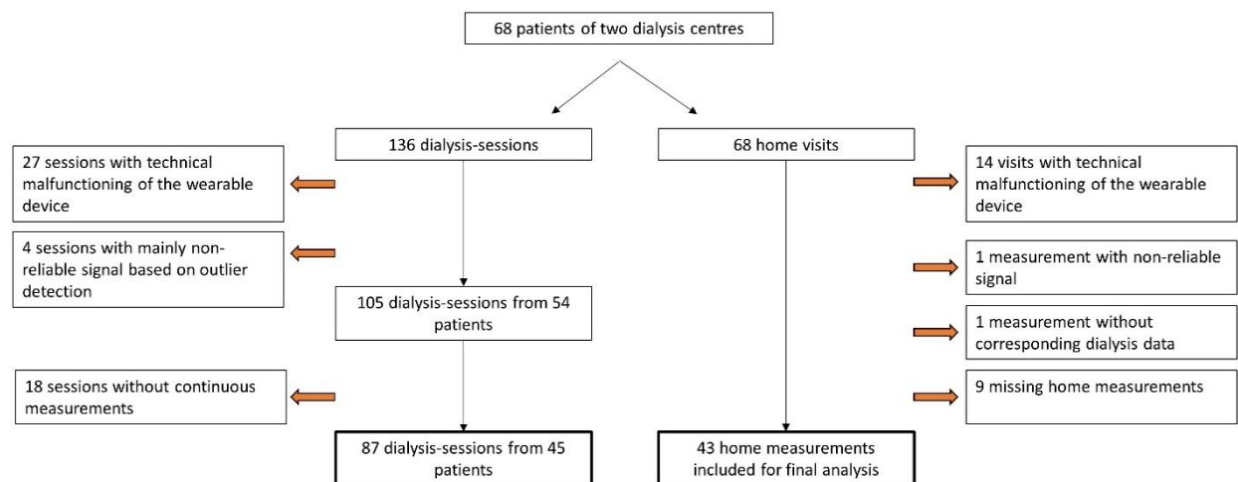 68 patients of two dialysis centres
136 dialysis-sessions
68 home visits
27 sessions with technical
malfunctioning of the wearable
device
14 visits with technical
malfunctioning of the wearable
device
4 sessions with mainly non-
reliable signal based on outlier
detection
1 measurement with non-reliable
signal
105 dialysis-sessions from 54
patients
1 measurement without
corresponding dialysis data
18 sessions without continuous
measurements
9 missing home measurements
87 dialysis-sessions from 45
patients
43 home measurements
included for final analysis